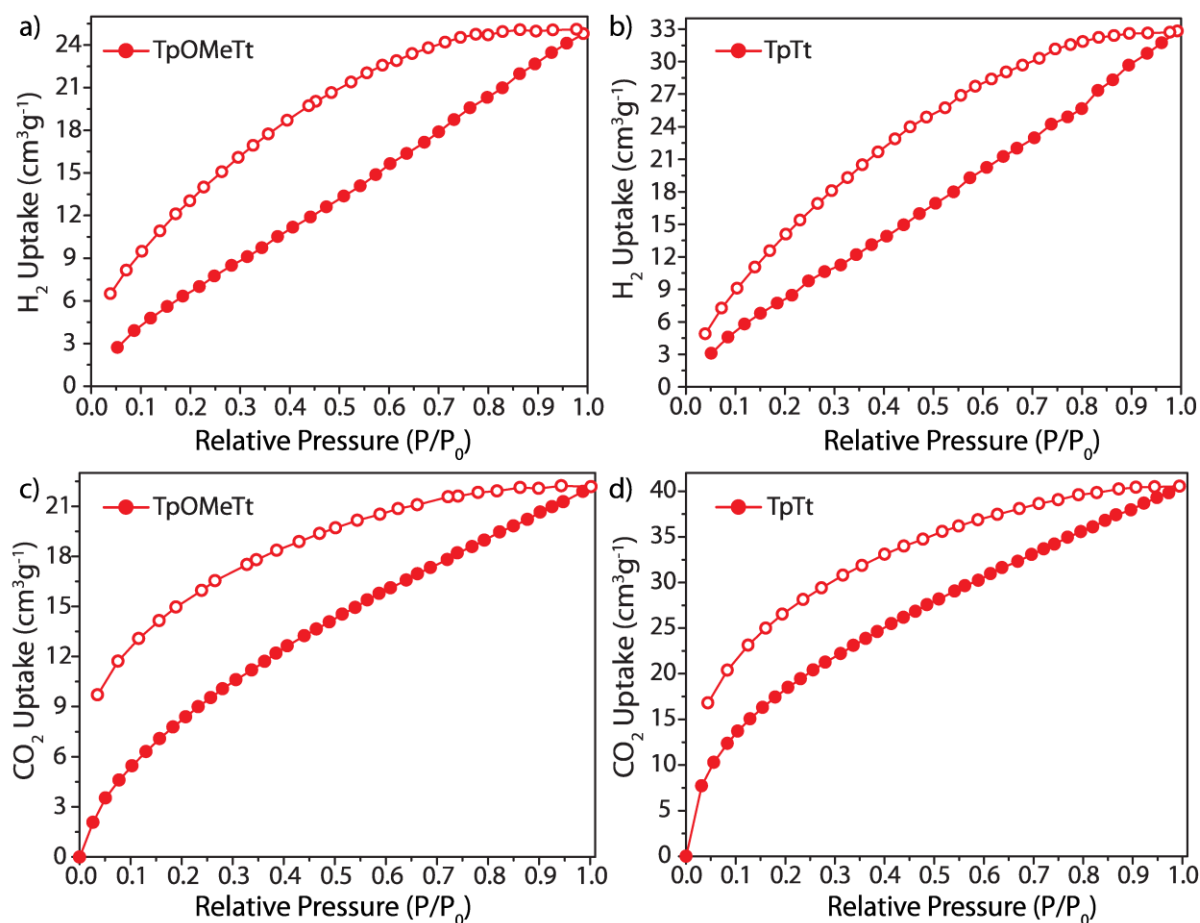 a)
TpOMeTt
H₂ Uptake (cm³g⁻¹)
24
21
18
15
12
9
6
3
0
0.0 0.1 0.2 0.3 0.4 0.5 0.6 0.7 0.8 0.9 1.0
Relative Pressure (P/P₀)
b)
TpTt
H₂ Uptake (cm³g⁻¹)
33
30
27
24
21
18
15
12
9
6
3
0
0.0 0.1 0.2 0.3 0.4 0.5 0.6 0.7 0.8 0.9 1.0
Relative Pressure (P/P₀)
c)
TpOMeTt
CO₂ Uptake (cm³g⁻¹)
21
18
15
12
9
6
3
0
0.0 0.1 0.2 0.3 0.4 0.5 0.6 0.7 0.8 0.9 1.0
Relative Pressure (P/P₀)
d)
TpTt
CO₂ Uptake (cm³g⁻¹)
40
35
30
25
20
15
10
5
0
0.0 0.1 0.2 0.3 0.4 0.5 0.6 0.7 0.8 0.9 1.0
Relative Pressure (P/P₀)